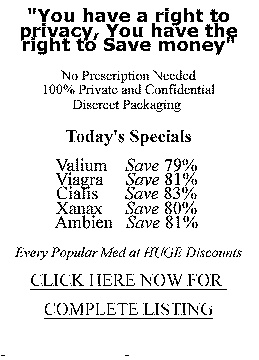 "You have a right to
privacy, You have the
right to Save money"
No Prescription Needed
100% Private and Confidential
Discreet Packaging
Today's Specials
Valium Save 79%
Viagra Save 81%
Cialis Save 83%
Xanax Save 80%
Ambien Save 81%
Every Popular Med at HUGE Discounts
CLICK HERE NOW FOR
COMPLETE LISTING